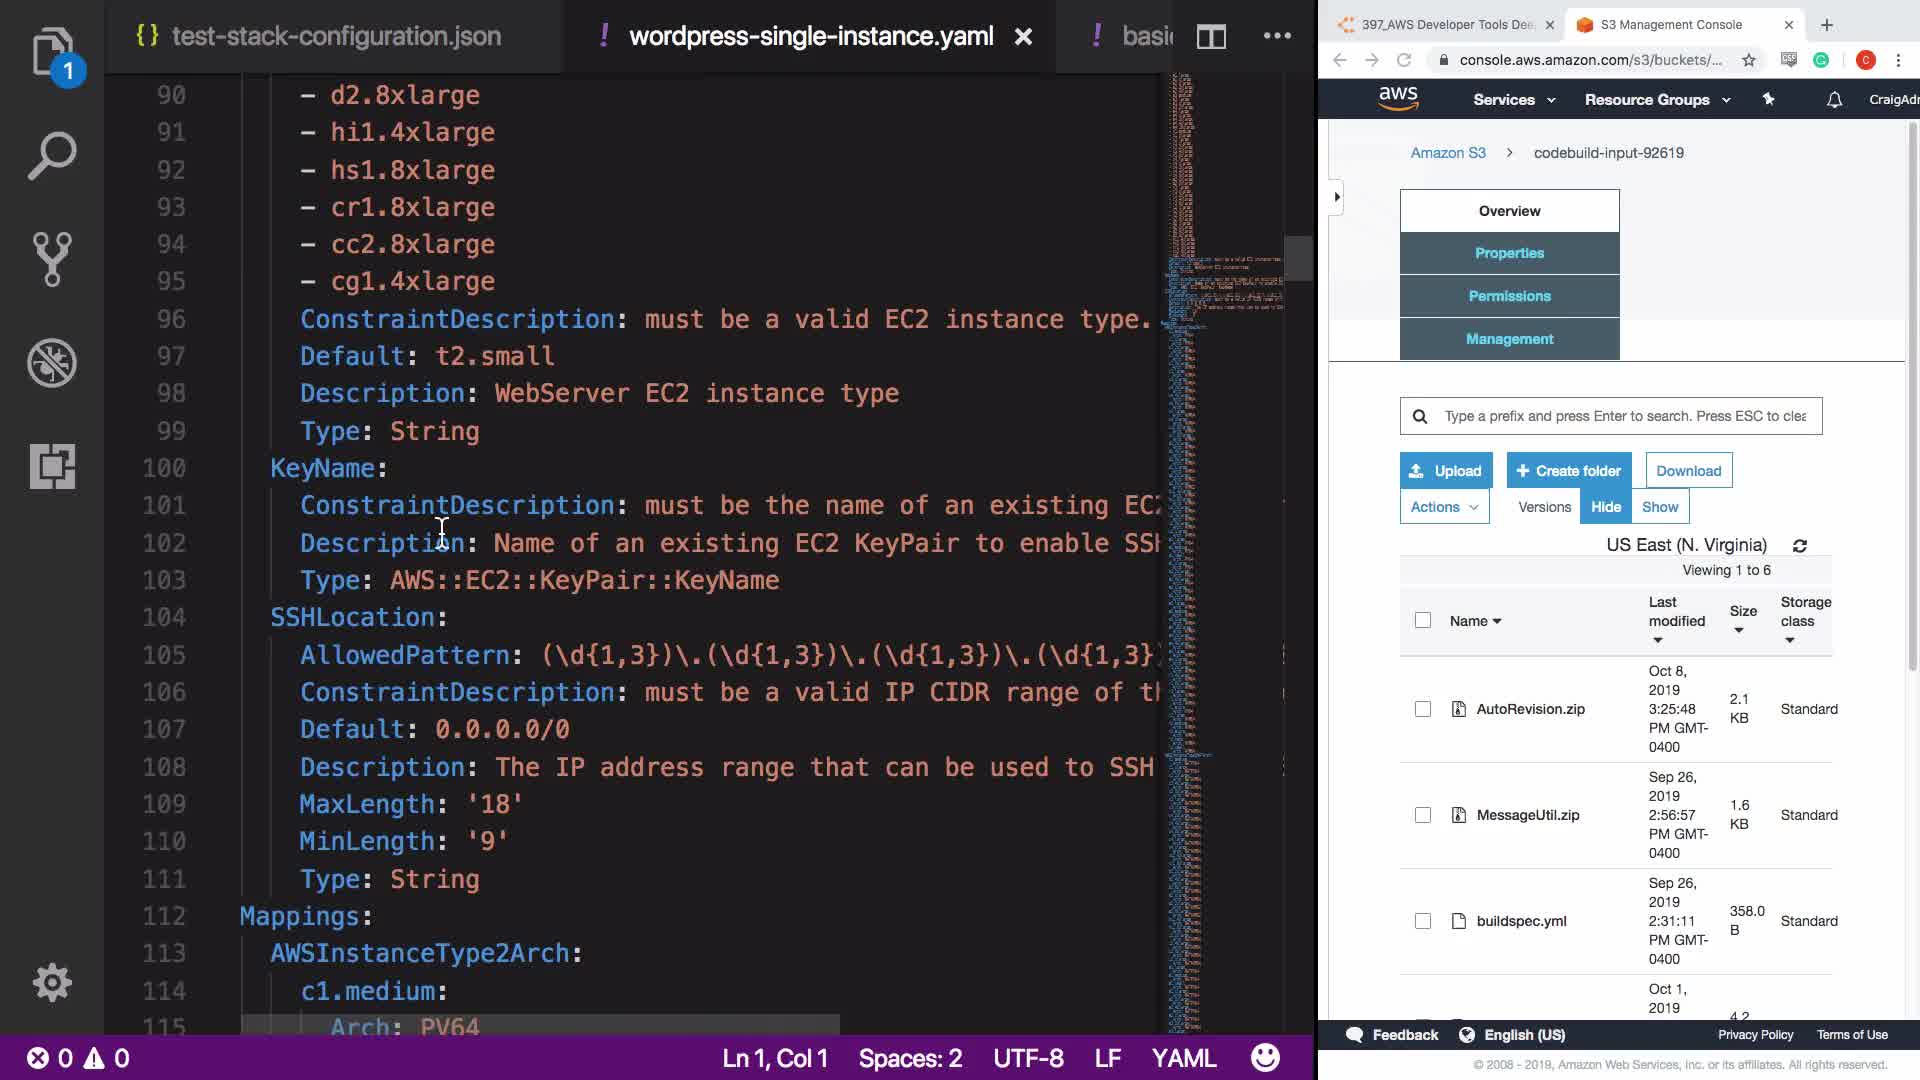 1
{} test-stack-configuration.json
! wordpress-single-instance.yaml
! basic
90 - d2.8xlarge
91 - hi1.4xlarge
92 - hs1.8xlarge
93 - cr1.8xlarge
94 - cc2.8xlarge
95 - cg1.4xlarge
96 ConstraintDescription: must be a valid EC2 instance type.
97 Default: t2.small
98 Description: WebServer EC2 instance type
99 Type: String
100 KeyName:
101 ConstraintDescription: must be the name of an existing EC2
102 Description: Name of an existing EC2 KeyPair to enable SSH
103 Type: AWS::EC2::KeyPair::KeyName
104 SSHLocation:
105 AllowedPattern: (\d{1,3})\.(\d{1,3})\.(\d{1,3})\.(\d{1,3}
106 ConstraintDescription: must be a valid IP CIDR range of th
107 Default: 0.0.0.0/0
108 Description: The IP address range that can be used to SSH
109 MaxLength: '18'
110 MinLength: '9'
111 Type: String
112 Mappings:
113 AWSInstanceType2Arch:
114 c1.medium:
115 Arch: PV64
0 0
Ln 1, Col 1 Spaces: 2 UTF-8 LF YAML
397_AWS Developer Tools Dee
S3 Management Console
console.aws.amazon.com/s3/buckets/...
C
aws Services Resource Groups CraigAdr
Amazon S3 > codebuild-input-92619
Overview
Properties
Permissions
Management
Type a prefix and press Enter to search. Press ESC to clea
Upload + Create folder Download
Actions Versions Hide Show
US East (N. Virginia)
Viewing 1 to 6
Name
Last modified
Size
Storage class
AutoRevision.zip
Oct 8,
2019
3:25:48
PM GMT-
0400
2.1
KB
Standard
MessageUtil.zip
Sep 26,
2019
2:56:57
PM GMT-
0400
1.6
KB
Standard
buildspec.yml
Sep 26,
2019
2:31:11
PM GMT-
0400
358.0
B
Standard
Oct 1,
2019
4.2
Feedback English (US) Privacy Policy Terms of Use
© 2008 - 2019, Amazon Web Services, Inc. or its affiliates. All rights reserved.